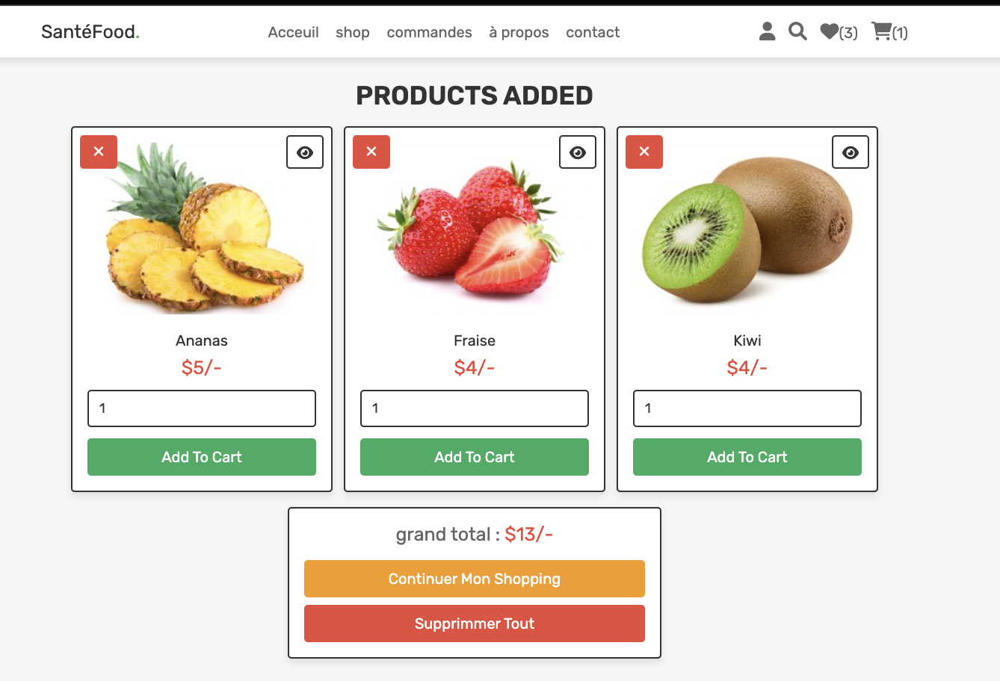 SantéFood.
Acceuil shop commandes à propos contact
(3) (1)
PRODUCTS ADDED
Ananas
$5/-
1
Add To Cart
Fraise
$4/-
1
Add To Cart
Kiwi
$4/-
1
Add To Cart
grand total : $13/-
Continuer Mon Shopping
Supprimmer Tout